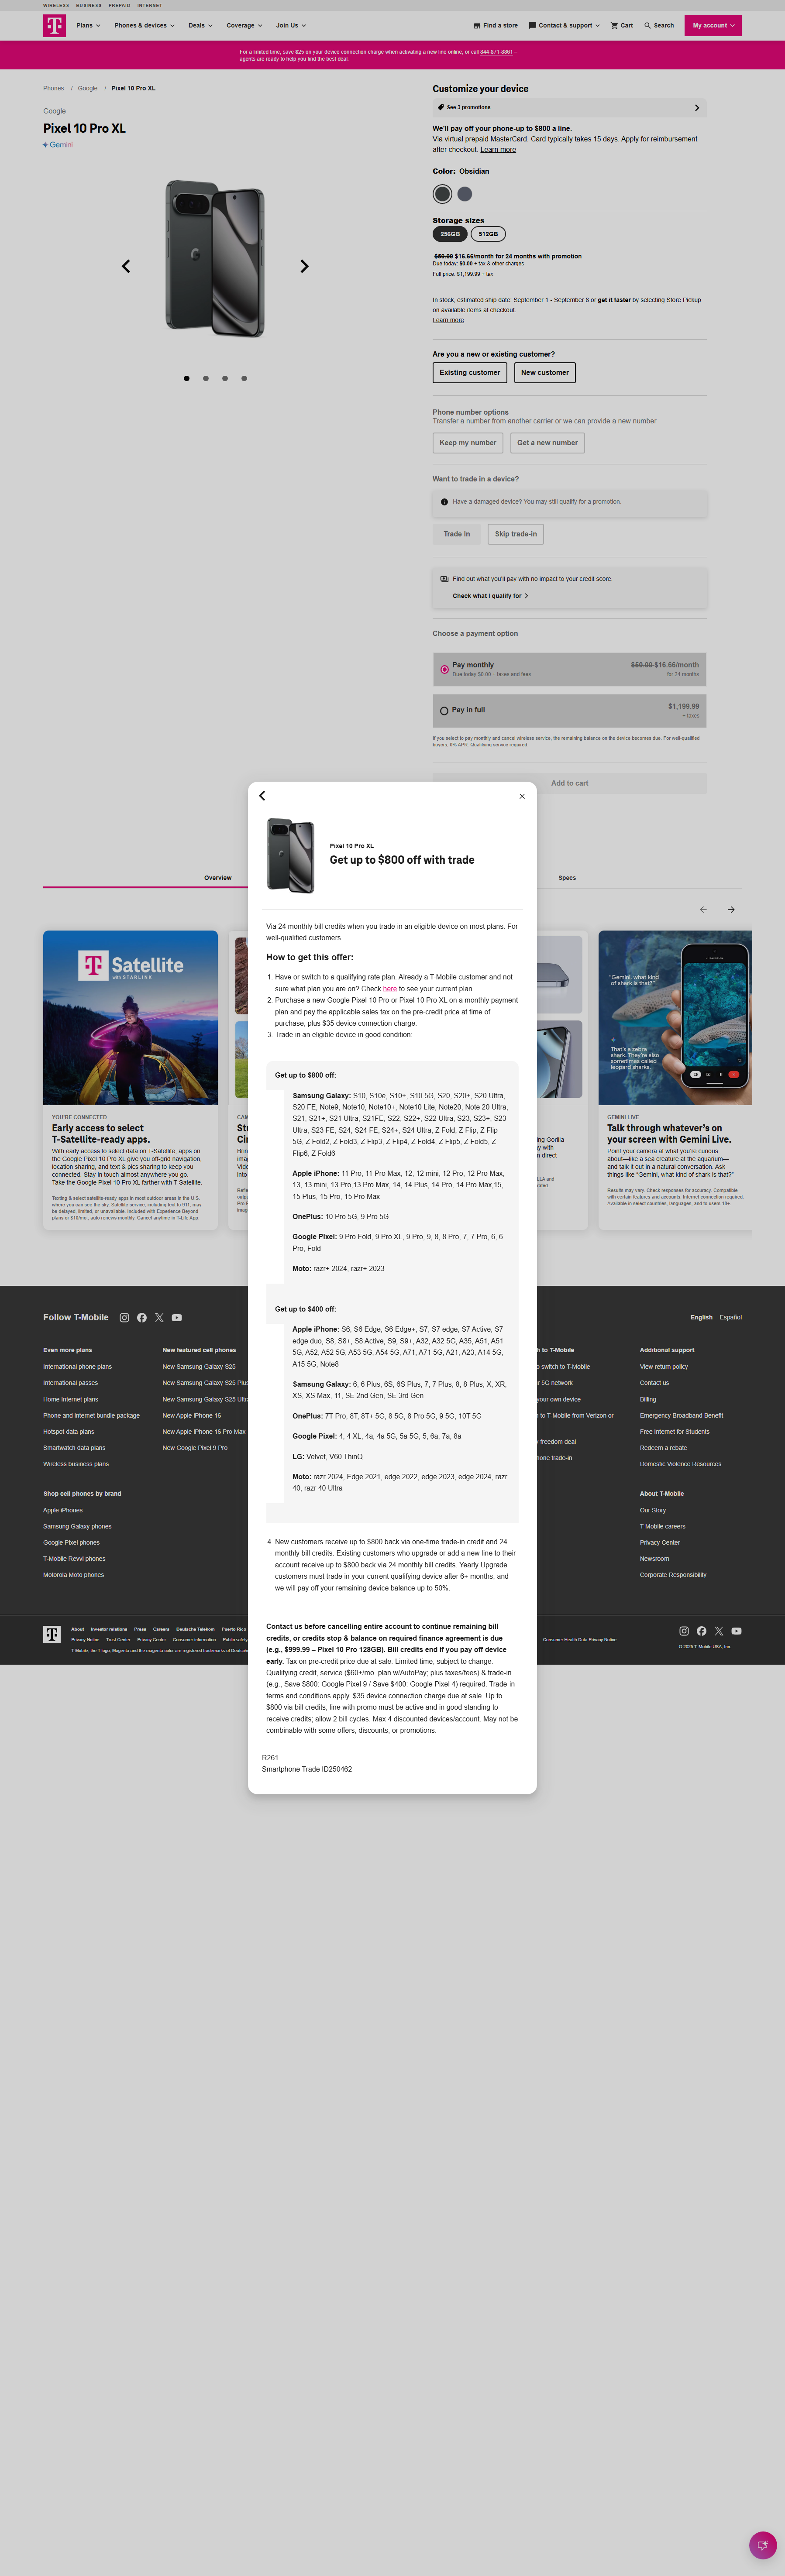 WIRELESS BUSINESS PREPAID INTERNET
Plans Phones & devices Deals Coverage Join Us Find a store Contact & support Cart Search My account
For a limited time, save $25 on your device connection charge when activating a new line online, or call 844-871-8861 –
agents are ready to help you find the best deal.
Phones / Google / Pixel 10 Pro XL
Google
Pixel 10 Pro XL
Gemini
Customize your device
See 3 promotions
We'll pay off your phone-up to $800 a line.
Via virtual prepaid MasterCard. Card typically takes 15 days. Apply for reimbursement
after checkout. Learn more
Color: Obsidian
Storage sizes
256GB 512GB
$50.00 $16.66/month for 24 months with promotion
Due today: $0.00 + tax & other charges
Full price: $1,199.99 + tax
In stock, estimated ship date: September 1 - September 8 or get it faster by selecting Store Pickup
on available items at checkout.
Learn more
Are you a new or existing customer?
Existing customer New customer
Phone number options
Transfer a number from another carrier or we can provide a new number
Keep my number Get a new number
Want to trade in a device?
Have a damaged device? You may still qualify for a promotion.
Trade In Skip trade-in
Find out what you'll pay with no impact to your credit score.
Check what I qualify for
Choose a payment option
Pay monthly $50.00 $16.66/month
Due today $0.00 + taxes and fees for 24 months
Pay in full $1,199.99
+ taxes
If you select to pay monthly and cancel wireless service, the remaining balance on the device becomes due. For well-qualified
buyers. 0% APR. Qualifying service required.
Add to cart
Pixel 10 Pro XL
Get up to $800 off with trade
Via 24 monthly bill credits when you trade in an eligible device on most plans. For
well-qualified customers.
How to get this offer:
1. Have or switch to a qualifying rate plan. Already a T-Mobile customer and not
sure what plan you are on? Check here to see your current plan.
2. Purchase a new Google Pixel 10 Pro or Pixel 10 Pro XL on a monthly payment
plan and pay the applicable sales tax on the pre-credit price at time of
purchase; plus $35 device connection charge.
3. Trade in an eligible device in good condition:
Get up to $800 off:
Samsung Galaxy: S10, S10e, S10+, S10 5G, S20, S20+, S20 Ultra,
S20 FE, Note9, Note10, Note10+, Note10 Lite, Note20, Note 20 Ultra,
S21, S21+, S21 Ultra, S21FE, S22, S22+, S22 Ultra, S23, S23+, S23
Ultra, S23 FE, S24, S24 FE, S24+, S24 Ultra, Z Fold, Z Flip, Z Flip
5G, Z Fold2, Z Fold3, Z Flip3, Z Flip4, Z Fold4, Z Flip5, Z Fold5, Z
Flip6, Z Fold6
Apple iPhone: 11 Pro, 11 Pro Max, 12, 12 mini, 12 Pro, 12 Pro Max,
13, 13 mini, 13 Pro,13 Pro Max, 14, 14 Plus, 14 Pro, 14 Pro Max,15,
15 Plus, 15 Pro, 15 Pro Max
OnePlus: 10 Pro 5G, 9 Pro 5G
Google Pixel: 9 Pro Fold, 9 Pro XL, 9 Pro, 9, 8, 8 Pro, 7, 7 Pro, 6, 6
Pro, Fold
Moto: razr+ 2024, razr+ 2023
Get up to $400 off:
Apple iPhone: S6, S6 Edge, S6 Edge+, S7, S7 edge, S7 Active, S7
edge duo, S8, S8+, S8 Active, S9, S9+, A32, A32 5G, A35, A51, A51
5G, A52, A52 5G, A53 5G, A54 5G, A71, A71 5G, A21, A23, A14 5G,
A15 5G, Note8
Samsung Galaxy: 6, 6 Plus, 6S, 6S Plus, 7, 7 Plus, 8, 8 Plus, X, XR,
XS, XS Max, 11, SE 2nd Gen, SE 3rd Gen
OnePlus: 7T Pro, 8T, 8T+ 5G, 8 5G, 8 Pro 5G, 9 5G, 10T 5G
Google Pixel: 4, 4 XL, 4a, 4a 5G, 5a 5G, 5, 6a, 7a, 8a
LG: Velvet, V60 ThinQ
Moto: razr 2024, Edge 2021, edge 2022, edge 2023, edge 2024, razr
40, razr 40 Ultra
4. New customers receive up to $800 back via one-time trade-in credit and 24
monthly bill credits. Existing customers who upgrade or add a new line to their
account receive up to $800 back via 24 monthly bill credits. Yearly Upgrade
customers must trade in your current qualifying device after 6+ months, and
we will pay off your remaining device balance up to 50%.
Contact us before cancelling entire account to continue remaining bill
credits, or credits stop & balance on required finance agreement is due
(e.g., $999.99 – Pixel 10 Pro 128GB). Bill credits end if you pay off device
early. Tax on pre-credit price due at sale. Limited time; subject to change.
Qualifying credit, service ($60+/mo. plan w/AutoPay; plus taxes/fees) & trade-in
(e.g., Save $800: Google Pixel 9 / Save $400: Google Pixel 4) required. Trade-in
terms and conditions apply. $35 device connection charge due at sale. Up to
$800 via bill credits; line with promo must be active and in good standing to
receive credits; allow 2 bill cycles. Max 4 discounted devices/account. May not be
combinable with some offers, discounts, or promotions.
R261
Smartphone Trade ID250462
Overview Specs
Satellite
with STARLINK
YOU'RE CONNECTED
Early access to select
T-Satellite-ready apps.
With early access to select data on T-Satellite, apps on
the Google Pixel 10 Pro XL give you off-grid navigation,
location sharing, and text & pics sharing to keep you
connected. Stay in touch almost anywhere you go.
Take the Google Pixel 10 Pro XL farther with T-Satellite.
"Gemini, what kind
of shark is that?"
That's a zebra
shark. They're also
sometimes called
leopard sharks.
GEMINI LIVE
Talk through whatever's on
your screen with Gemini Live.
Point your camera at what you're curious
about—like a creature at the aquarium—
and talk it out in a natural conversation. Ask
things like "Gemini, what kind of shark is that?"
Results may vary. Check responses for accuracy. Compatible
with certain features and accounts. Internet connection required.
Available in select countries, languages, and to users 18+.
Follow T-Mobile English Español
Even more plans
International phone plans
International passes
Home Internet plans
Phone and internet bundle package
Hotspot data plans
Smartwatch data plans
Wireless business plans
New featured cell phones
New Samsung Galaxy S25
New Samsung Galaxy S25 Plus
New Samsung Galaxy S25 Ultra
New Apple iPhone 16
New Apple iPhone 16 Pro Max
New Google Pixel 9 Pro
to T-Mobile
switch to T-Mobile
5G network
your own device
to T-Mobile from Verizon or
freedom deal
trade-in
Additional support
View return policy
Contact us
Billing
Emergency Broadband Benefit
Free Internet for Students
Redeem a rebate
Domestic Violence Resources
Shop cell phones by brand
Apple iPhones
Samsung Galaxy phones
Google Pixel phones
T-Mobile Revvl phones
Motorola Moto phones
About T-Mobile
Our Story
T-Mobile careers
Privacy Center
Newsroom
Corporate Responsibility
About Investor relations Press Careers Deutsche Telekom Puerto Rico
Privacy Notice Trust Center Privacy Center Consumer information Public safety Consumer Health Data Privacy Notice
T-Mobile, the T logo, Magenta and the magenta color are registered trademarks of Deutsche
© 2025 T-Mobile USA, Inc.